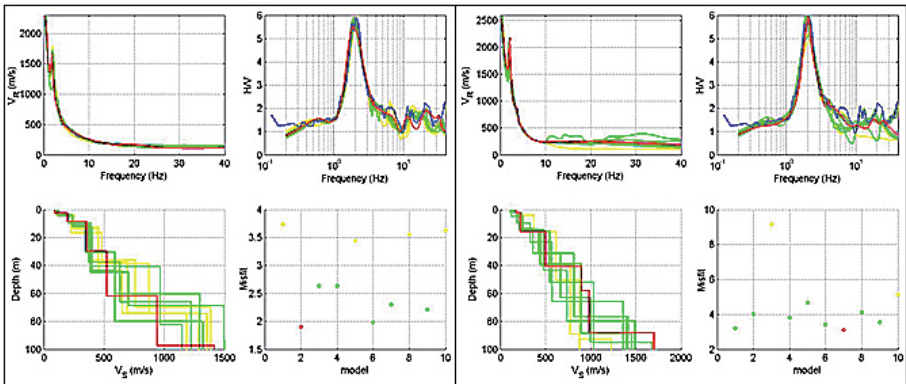 2000
1500
1000
500
0
V_R (m/s)
0 10 20 30 40
Frequency (Hz)
6
5
4
3
2
1
0
H/V
10^-1 10^0 10^1
Frequency (Hz)
2000
1500
1000
500
0
V_R (m/s)
0 10 20 30 40
Frequency (Hz)
6
5
4
3
2
1
0
H/V
10^-1 10^0 10^1
Frequency (Hz)
0
20
40
60
80
100
Depth (m)
0 500 1000 1500
V_S (m/s)
4
3.5
3
2.5
2
1.5
Misfit
0 2 4 6 8 10
model
0
20
40
60
80
100
Depth (m)
0 500 1000 1500 2000
V_S (m/s)
10
8
6
4
2
Misfit
0 2 4 6 8 10
model